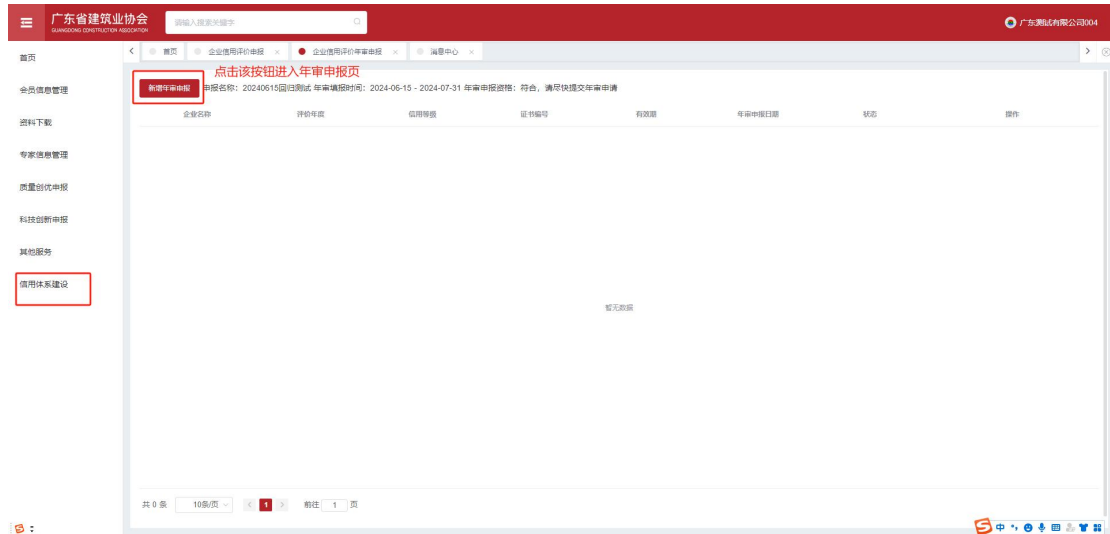 广东省建筑业协会
GUANGDONG CONSTRUCTION ASSOCIATION
请输入搜索关键字
广东测试有限公司004
首页
会员信息管理
资料下载
专家信息管理
质量创优申报
科技创新申报
其他服务
信用体系建设
首页 企业信用评价申报 × 企业信用评价年审申报 × 消息中心 ×
点击该按钮进入年审申报页
新增年审申报 申报名称：20240615回归测试 年审填报时间：2024-06-15 - 2024-07-31 年审申报资格：符合，请尽快提交年审申请
企业名称 评价年度 信用等级 证书编号 有效期 年审申报日期 状态 操作
暂无数据
共 0 条 10条/页 < 1 > 前往 1 页
中